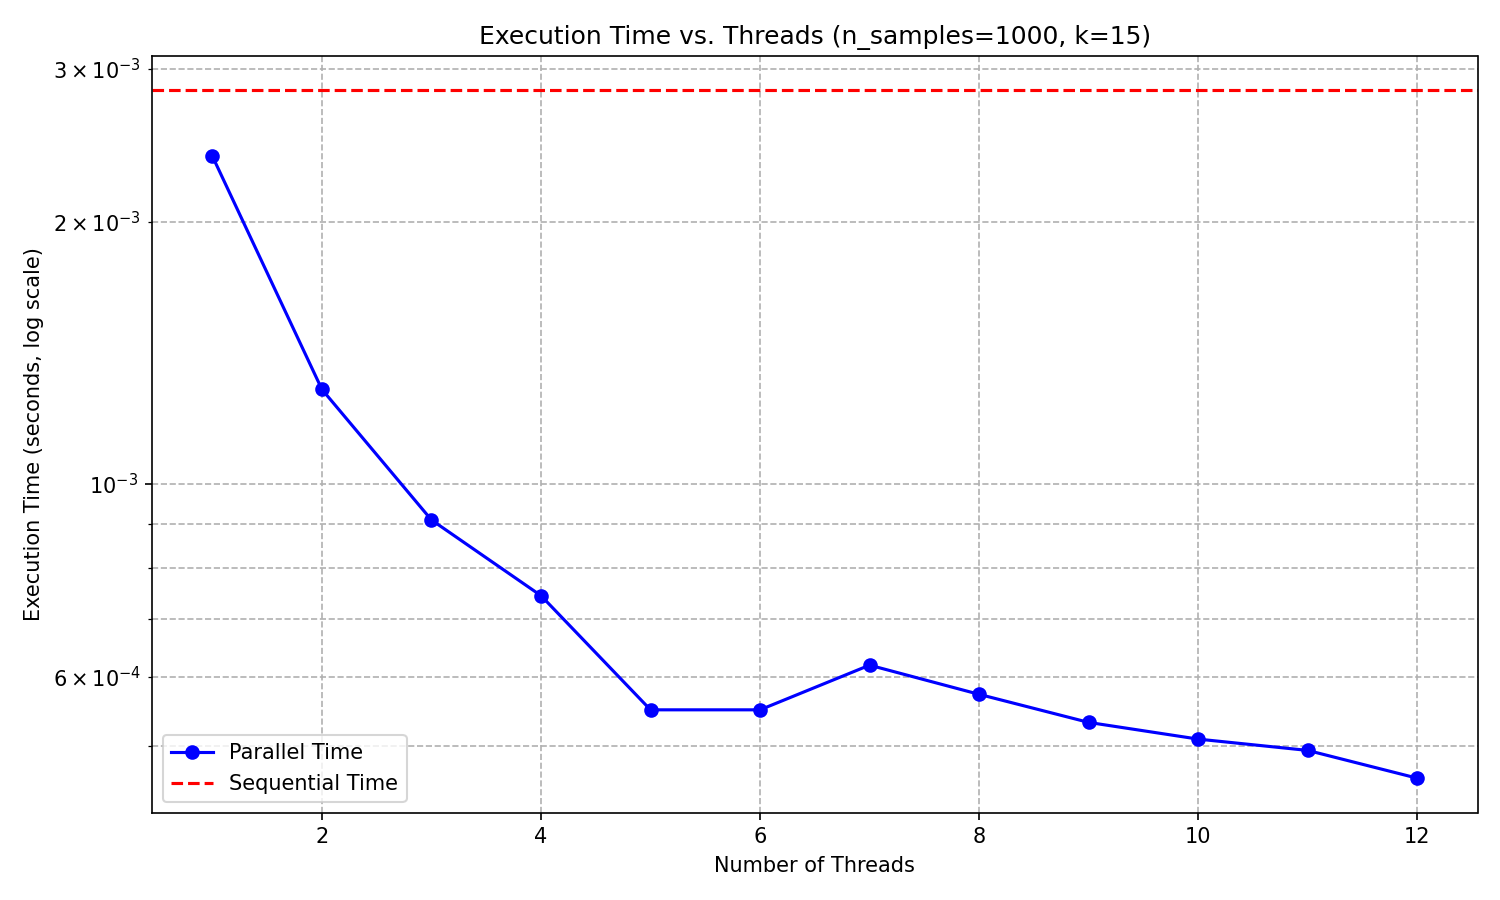 Execution Time vs. Threads (n_samples=1000, k=15)
3 × 10⁻³
2 × 10⁻³
10⁻³
6 × 10⁻⁴
Execution Time (seconds, log scale)
Parallel Time
Sequential Time
2 4 6 8 10 12
Number of Threads